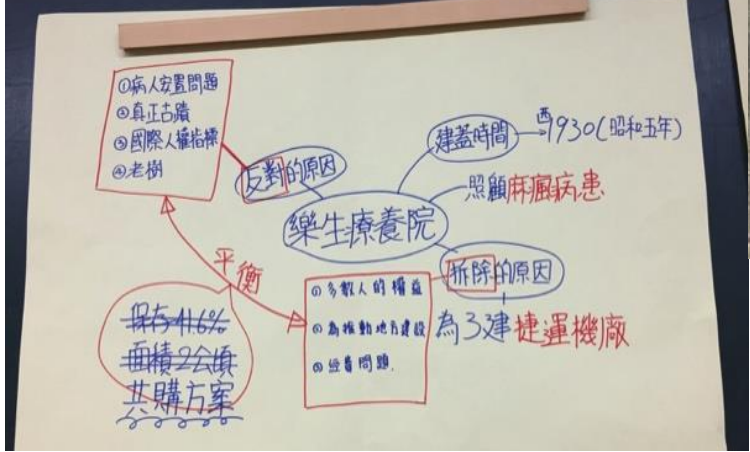 ①病人安置問題
②真正古蹟
③國際人權指標
④老樹
反對的原因
樂生療養院
建蓋時間
西1930(昭和五年)
照顧麻瘋病患
拆除的原因
為了建捷運機廠
①多數人的權益
②為推動地方建設
③經費問題.
平衡
保存41.6%
面積2公頃
共購方案